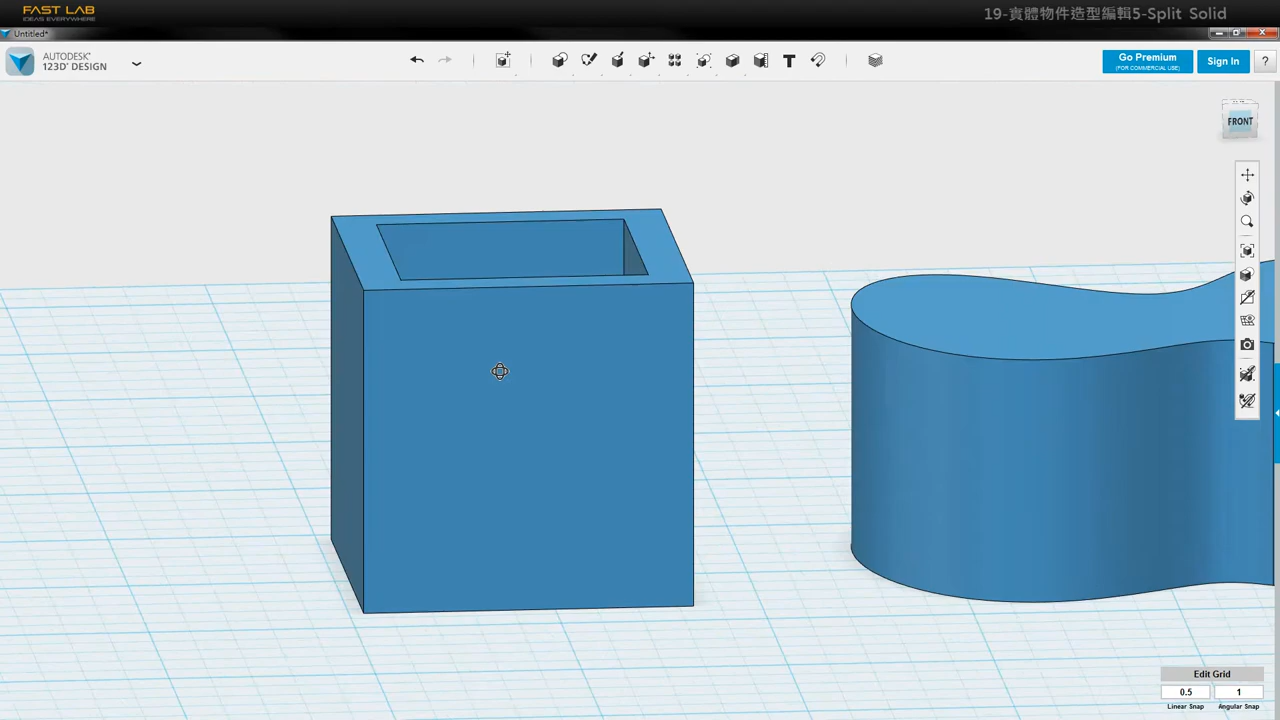 FAST LAB
IDEAS EVERYWHERE
19-實體物件造型編輯5-Split Solid
Untitled*
AUTODESK®
123D® DESIGN
Go Premium
(FOR COMMERCIAL USE)
Sign In
?
T
FRONT
Edit Grid
0.5
1
Linear Snap
Angular Snap